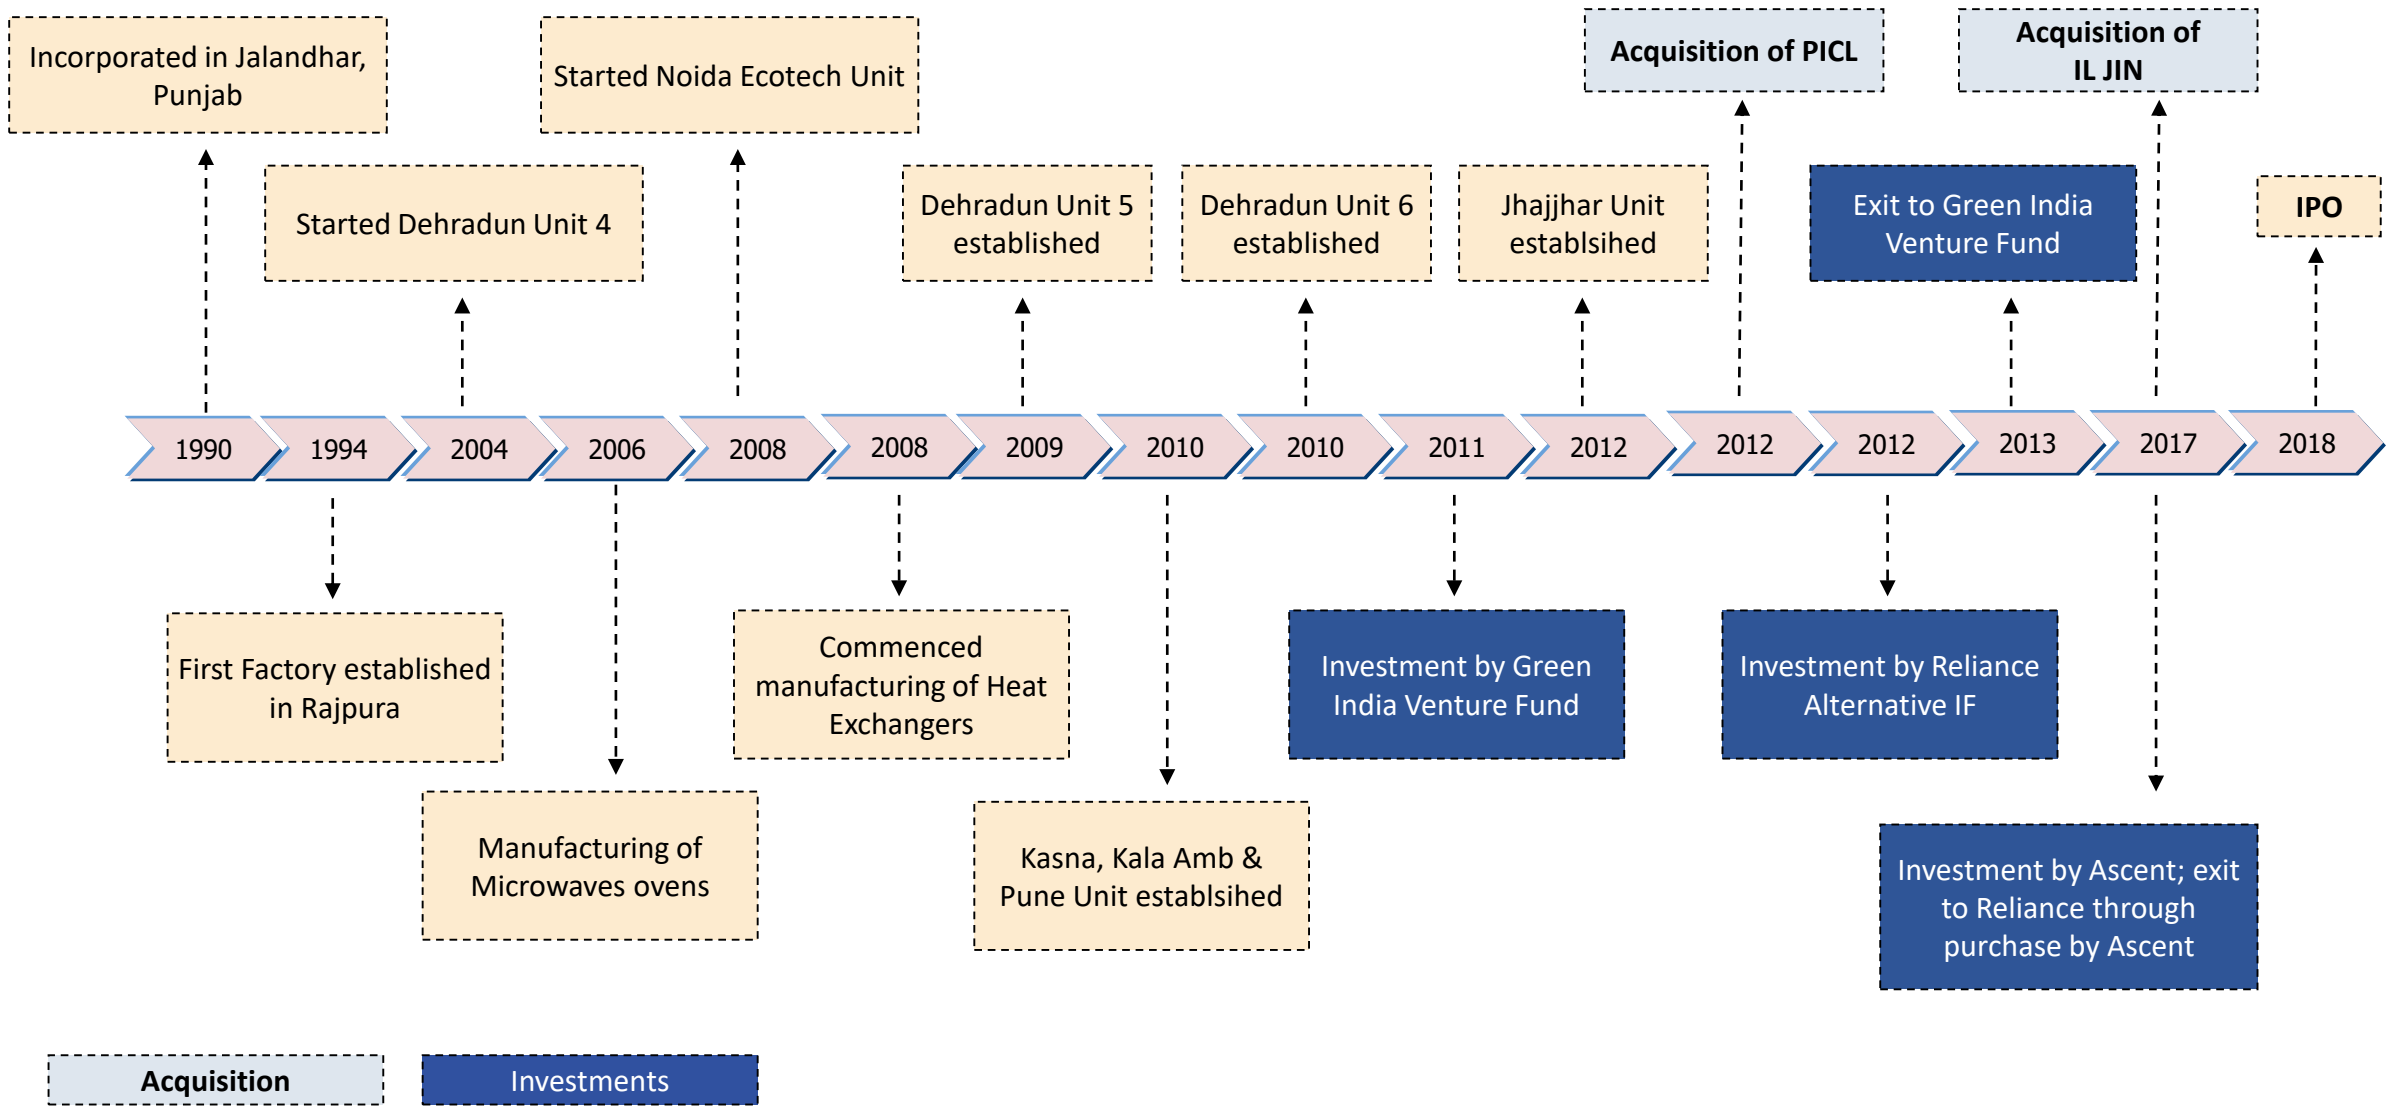 Incorporated in Jalandhar,
Punjab
Started Noida Ecotech Unit
Acquisition of PICL
Acquisition of
IL JIN
Started Dehradun Unit 4
Dehradun Unit 5
established
Dehradun Unit 6
established
Jhajjhar Unit
establsihed
Exit to Green India
Venture Fund
IPO
1990
1994
2004
2006
2008
2008
2009
2010
2010
2011
2012
2012
2012
2013
2017
2018
First Factory established
in Rajpura
Commenced
manufacturing of Heat
Exchangers
Investment by Green
India Venture Fund
Investment by Reliance
Alternative IF
Manufacturing of
Microwaves ovens
Kasna, Kala Amb &
Pune Unit establsihed
Investment by Ascent; exit
to Reliance through
purchase by Ascent
Acquisition
Investments